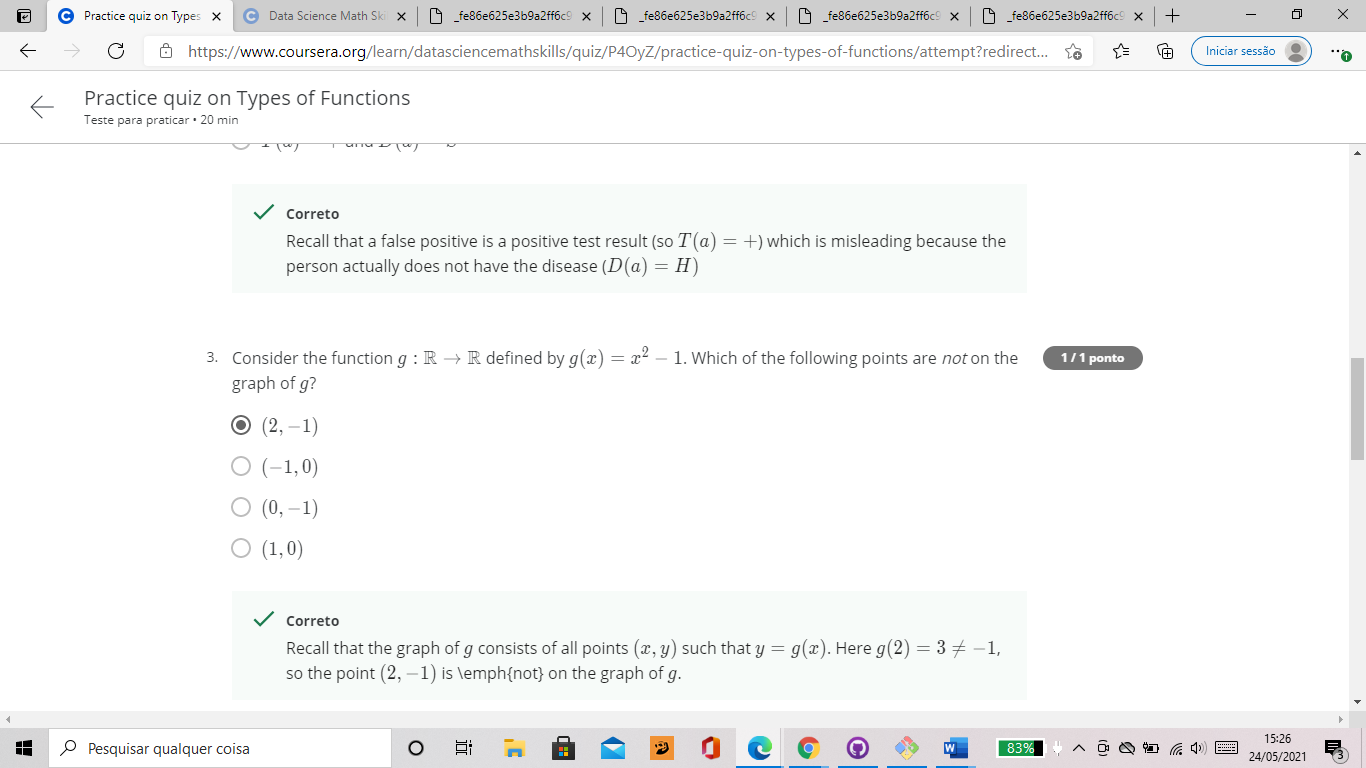 Practice quiz on Types
Data Science Math Ski
_fe86e625e3b9a2ff6c9
_fe86e625e3b9a2ff6c9
_fe86e625e3b9a2ff6c9
_fe86e625e3b9a2ff6c9
https://www.coursera.org/learn/datasciencemathskills/quiz/P4OyZ/practice-quiz-on-types-of-functions/attempt?redirect...
Iniciar sessão
Practice quiz on Types of Functions
Teste para praticar • 20 min
Correto
Recall that a false positive is a positive test result (so T(a) = +) which is misleading because the
person actually does not have the disease (D(a) = H)
3. Consider the function g : ℝ → ℝ defined by g(x) = x² − 1. Which of the following points are not on the
1 / 1 ponto
graph of g?
(2, −1)
(−1, 0)
(0, −1)
(1, 0)
Correto
Recall that the graph of g consists of all points (x, y) such that y = g(x). Here g(2) = 3 ≠ −1,
so the point (2, −1) is \emph{not} on the graph of g.
Pesquisar qualquer coisa
83%
15:26
24/05/2021
3